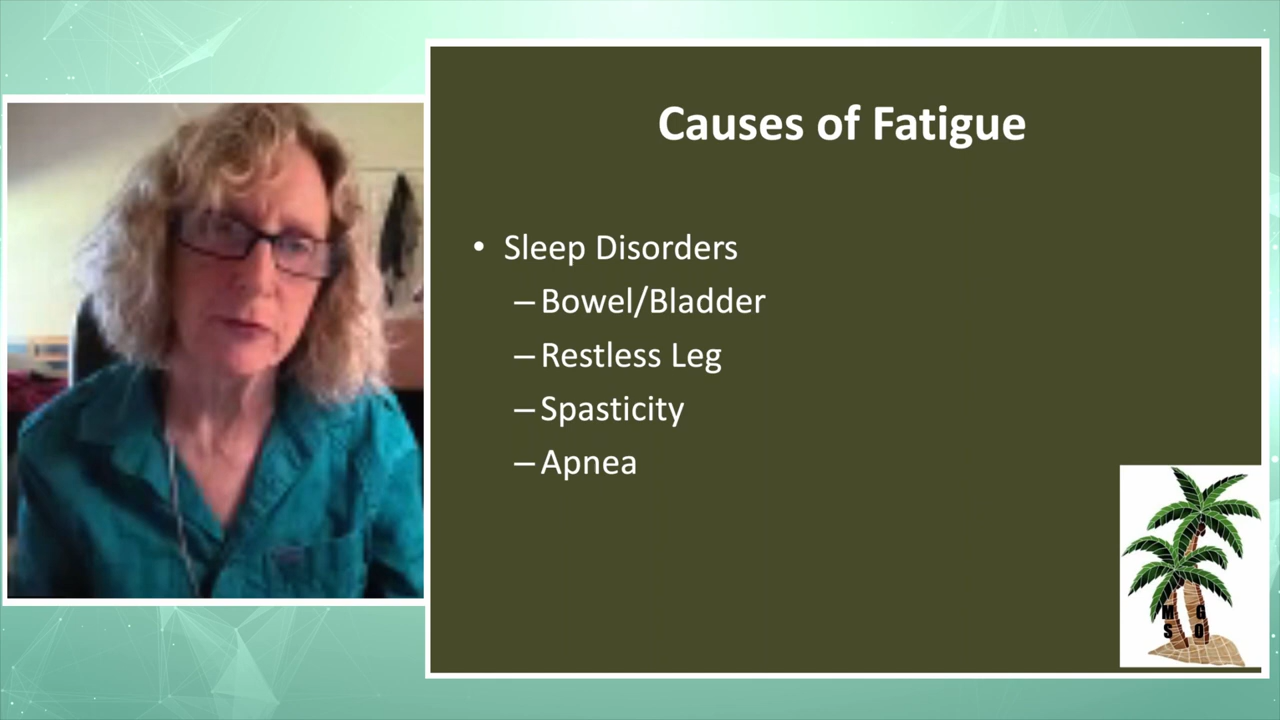 Causes of Fatigue
• Sleep Disorders
– Bowel/Bladder
– Restless Leg
– Spasticity
– Apnea
M G
S O